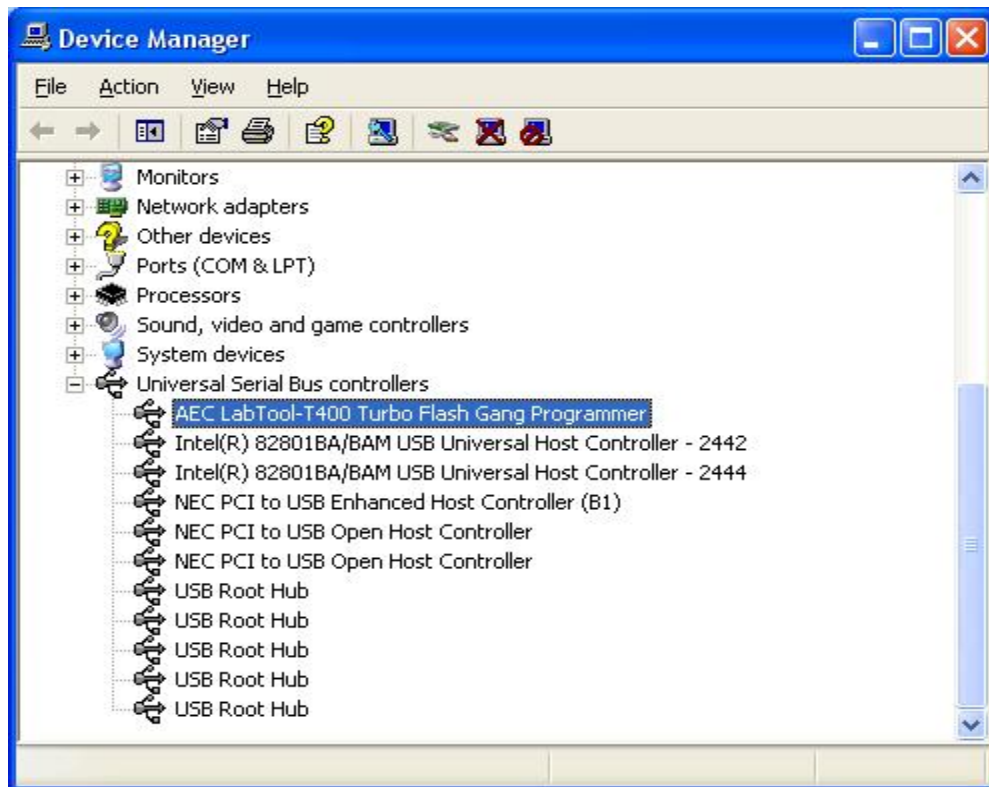 Device Manager
File Action View Help
Monitors
Network adapters
Other devices
Ports (COM & LPT)
Processors
Sound, video and game controllers
System devices
Universal Serial Bus controllers
AEC LabTool-T400 Turbo Flash Gang Programmer
Intel(R) 82801BA/BAM USB Universal Host Controller - 2442
Intel(R) 82801BA/BAM USB Universal Host Controller - 2444
NEC PCI to USB Enhanced Host Controller (B1)
NEC PCI to USB Open Host Controller
NEC PCI to USB Open Host Controller
USB Root Hub
USB Root Hub
USB Root Hub
USB Root Hub
USB Root Hub